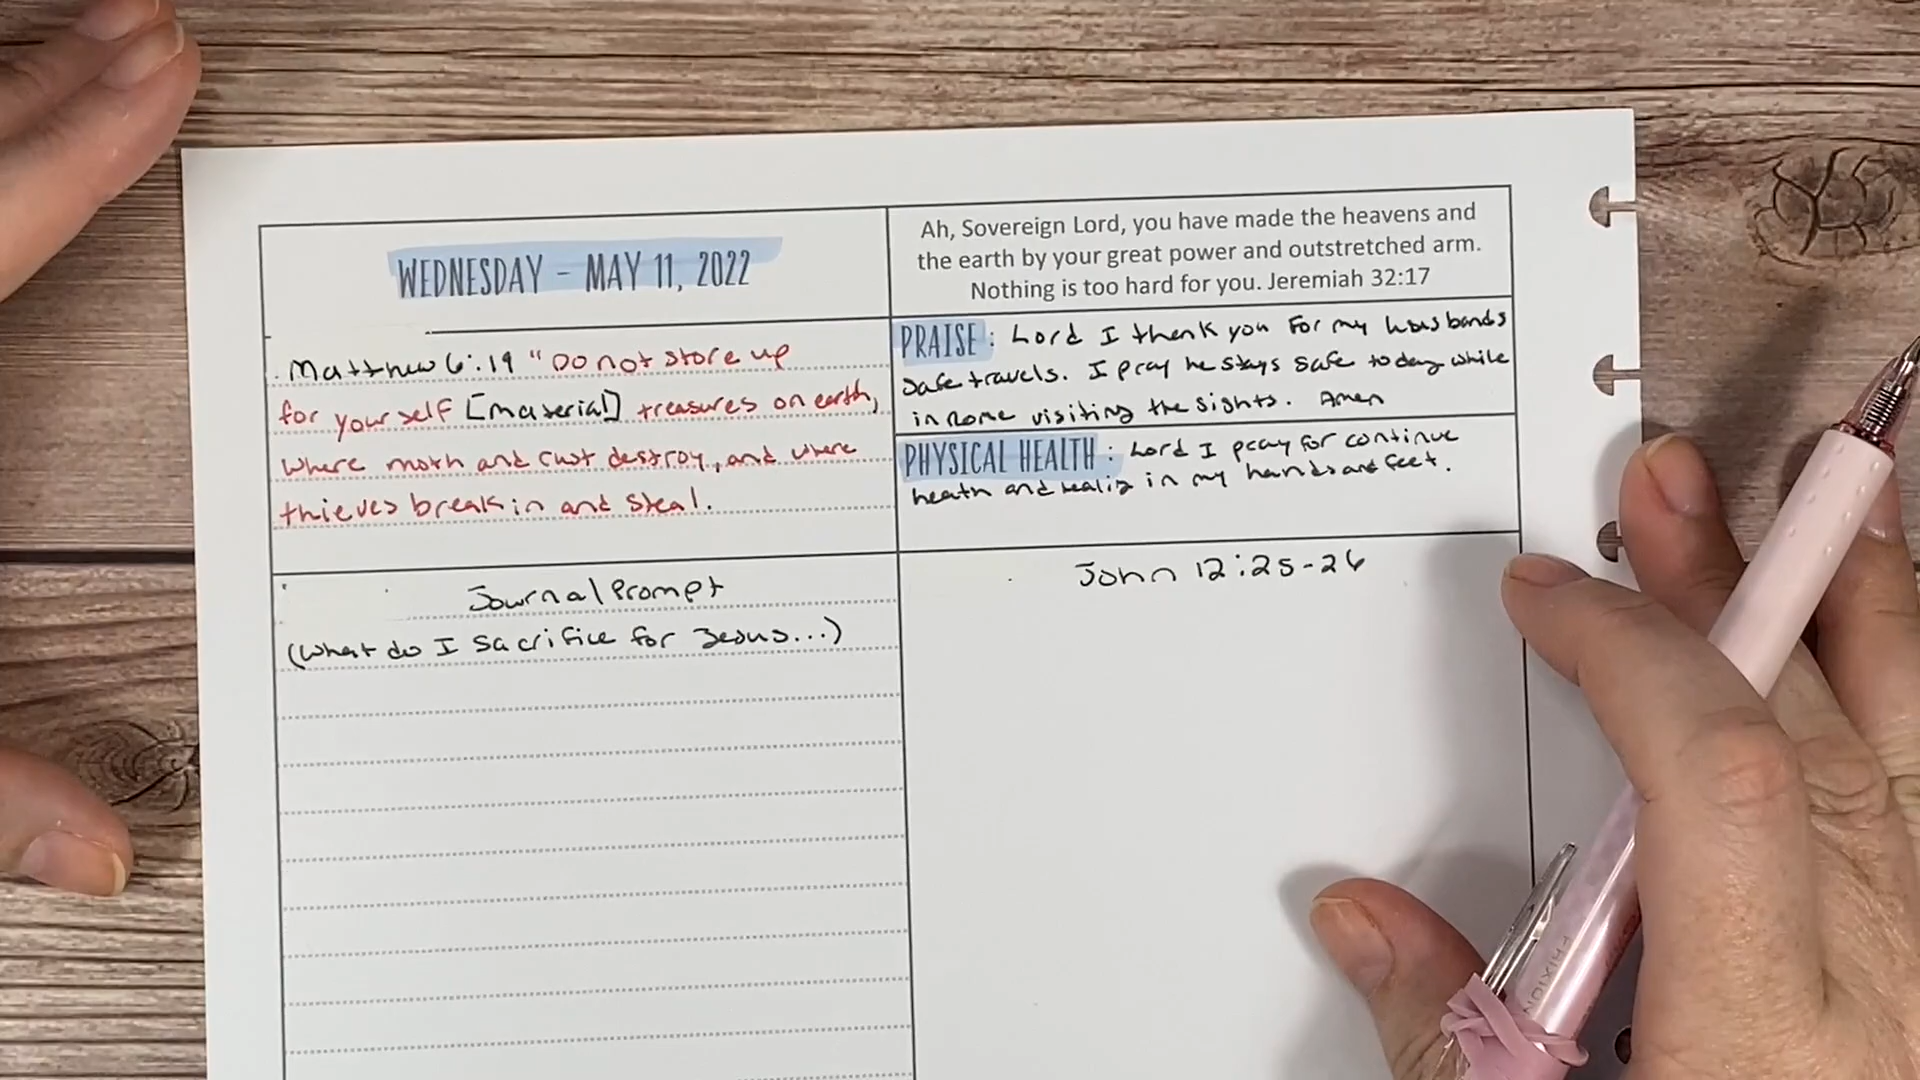 WEDNESDAY - MAY 11, 2022
Ah, Sovereign Lord, you have made the heavens and
the earth by your great power and outstretched arm.
Nothing is too hard for you. Jeremiah 32:17
Matthew 6:19 "Do not store up
for yourself [material] treasures on earth,
where moth and rust destroy, and where
thieves break in and steal.
PRAISE: Lord I thank you for my husbands
safe travels. I pray he stays safe today while
in Rome visiting the sights. Amen
PHYSICAL HEALTH: Lord I pray for continue
heath and in my hands and feet.
Journal Prompt
(What do I sacrifice for Jesus...)
John 12:25-26
FRIXION